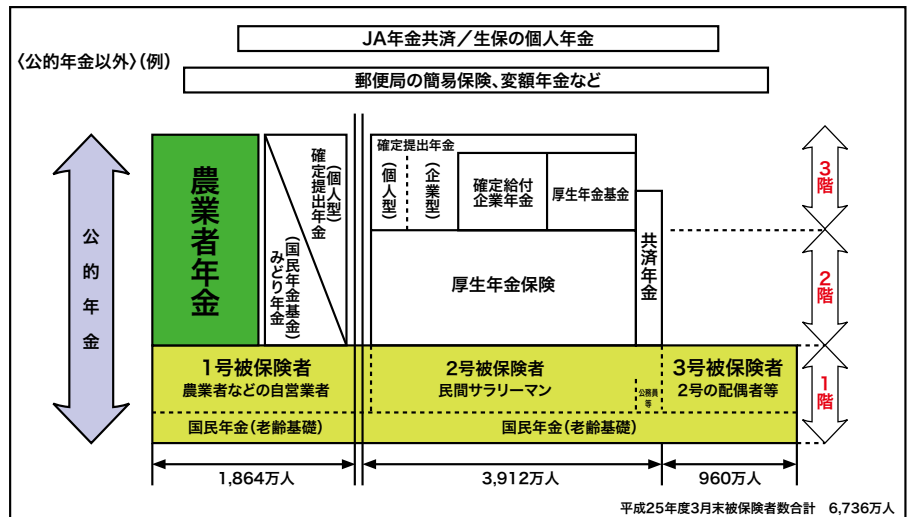 JA年金共済／生保の個人年金
〈公的年金以外〉（例）
郵便局の簡易保険、変額年金など
公的年金
農業者年金
確定提出年金
（個人型）
みどり年金
（国民年金基金）
確定提出年金
（個人型）
（企業型）
確定給付
企業年金
厚生年金基金
厚生年金保険
共済年金
3階
2階
1階
1号被保険者
農業者などの自営業者
2号被保険者
民間サラリーマン
公務員
等
3号被保険者
2号の配偶者等
国民年金（老齢基礎）
国民年金（老齢基礎）
1,864万人
3,912万人
960万人
平成25年度3月末被保険者数合計　6,736万人